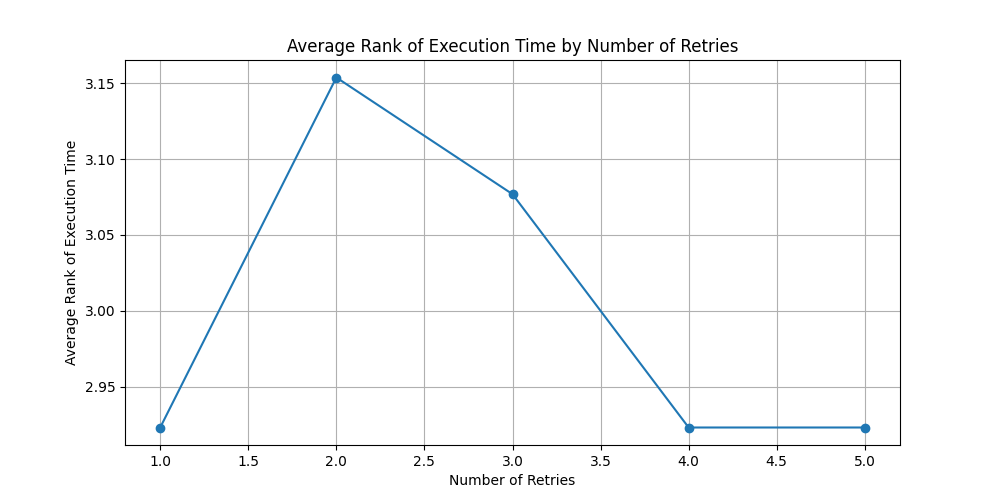 Average Rank of Execution Time by Number of Retries
Average Rank of Execution Time
3.15
3.10
3.05
3.00
2.95
1.0 1.5 2.0 2.5 3.0 3.5 4.0 4.5 5.0
Number of Retries